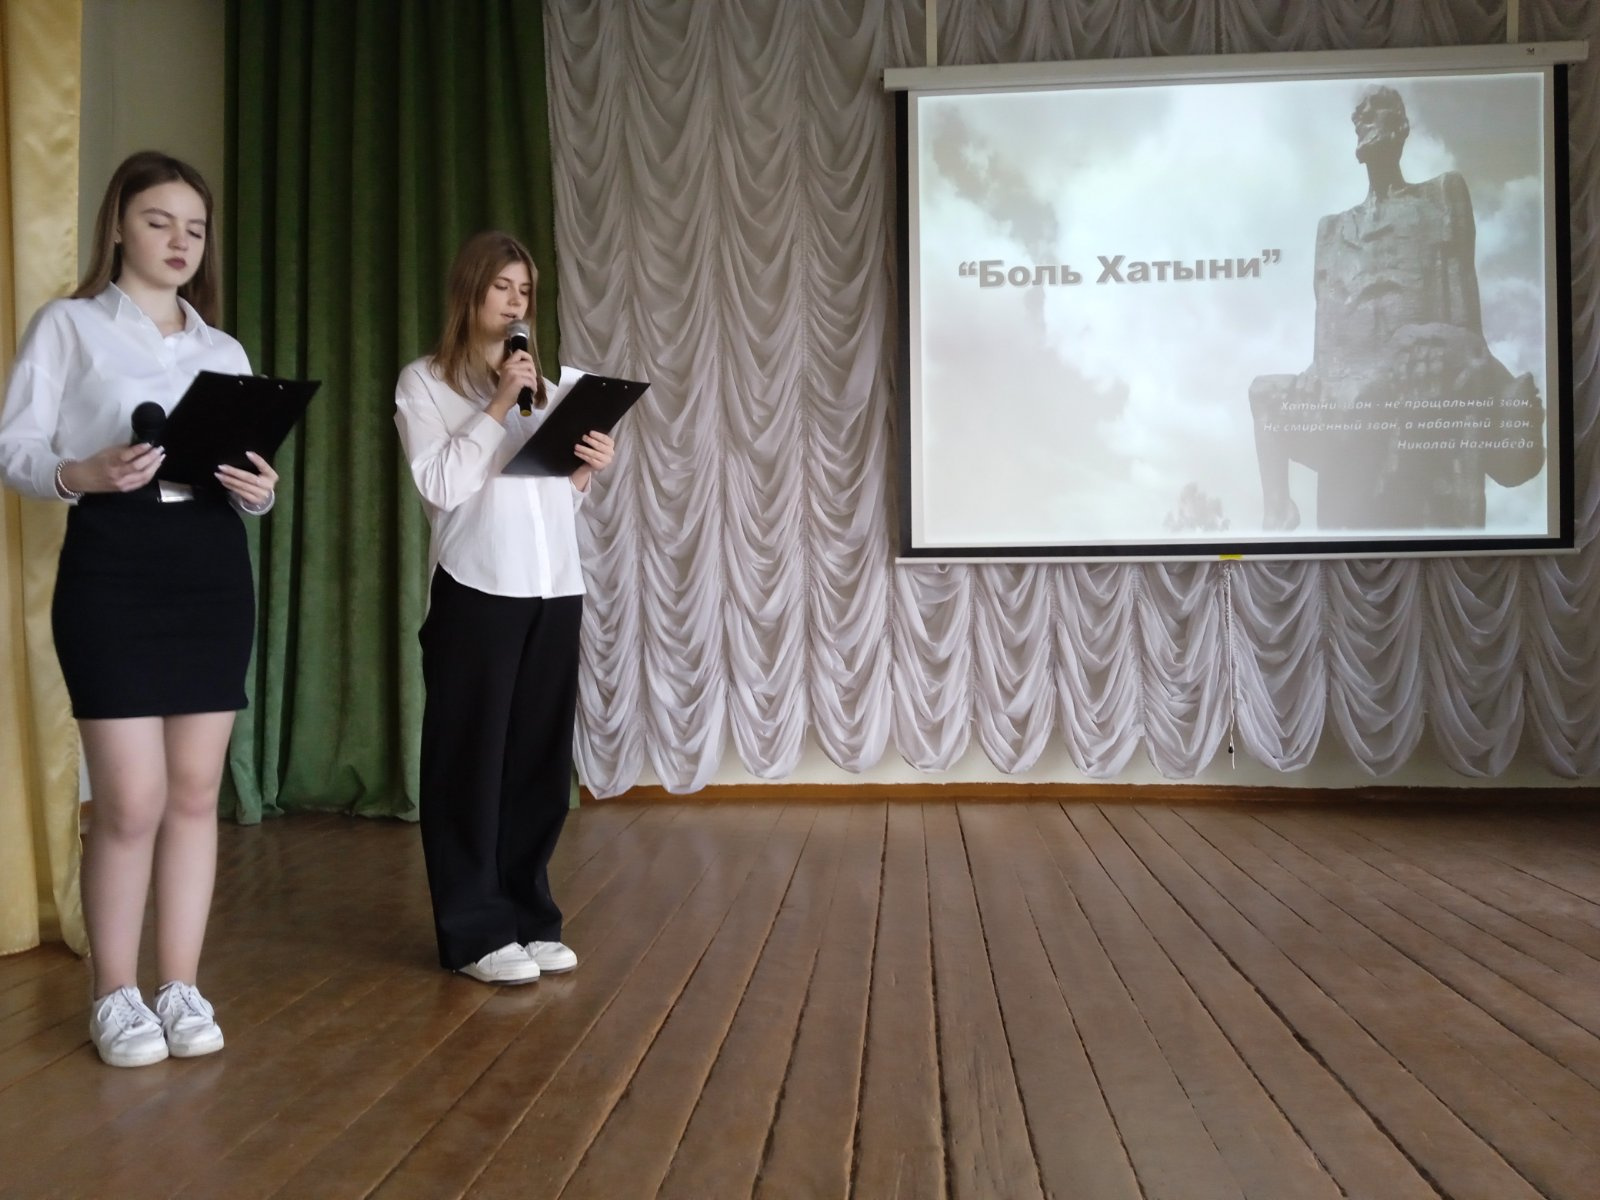 “Боль Хатыни”
Хатыни звон - не прощальный звон,
Не смиренный звон, а набатный звон.
Николай Нагнибеда